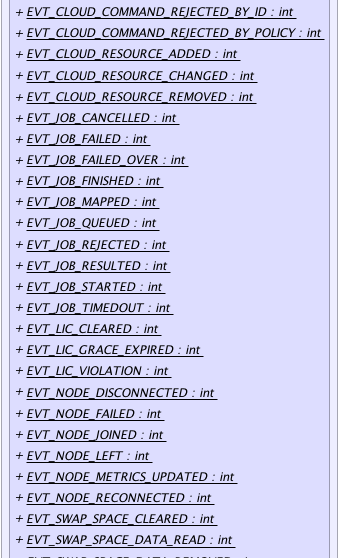 + EVT_CLOUD_COMMAND_REJECTED_BY_ID : int
+ EVT_CLOUD_COMMAND_REJECTED_BY_POLICY : int
+ EVT_CLOUD_RESOURCE_ADDED : int
+ EVT_CLOUD_RESOURCE_CHANGED : int
+ EVT_CLOUD_RESOURCE_REMOVED : int
+ EVT_JOB_CANCELLED : int
+ EVT_JOB_FAILED : int
+ EVT_JOB_FAILED_OVER : int
+ EVT_JOB_FINISHED : int
+ EVT_JOB_MAPPED : int
+ EVT_JOB_QUEUED : int
+ EVT_JOB_REJECTED : int
+ EVT_JOB_RESULTED : int
+ EVT_JOB_STARTED : int
+ EVT_JOB_TIMEDOUT : int
+ EVT_LIC_CLEARED : int
+ EVT_LIC_GRACE_EXPIRED : int
+ EVT_LIC_VIOLATION : int
+ EVT_NODE_DISCONNECTED : int
+ EVT_NODE_FAILED : int
+ EVT_NODE_JOINED : int
+ EVT_NODE_LEFT : int
+ EVT_NODE_METRICS_UPDATED : int
+ EVT_NODE_RECONNECTED : int
+ EVT_SWAP_SPACE_CLEARED : int
+ EVT_SWAP_SPACE_DATA_READ : int